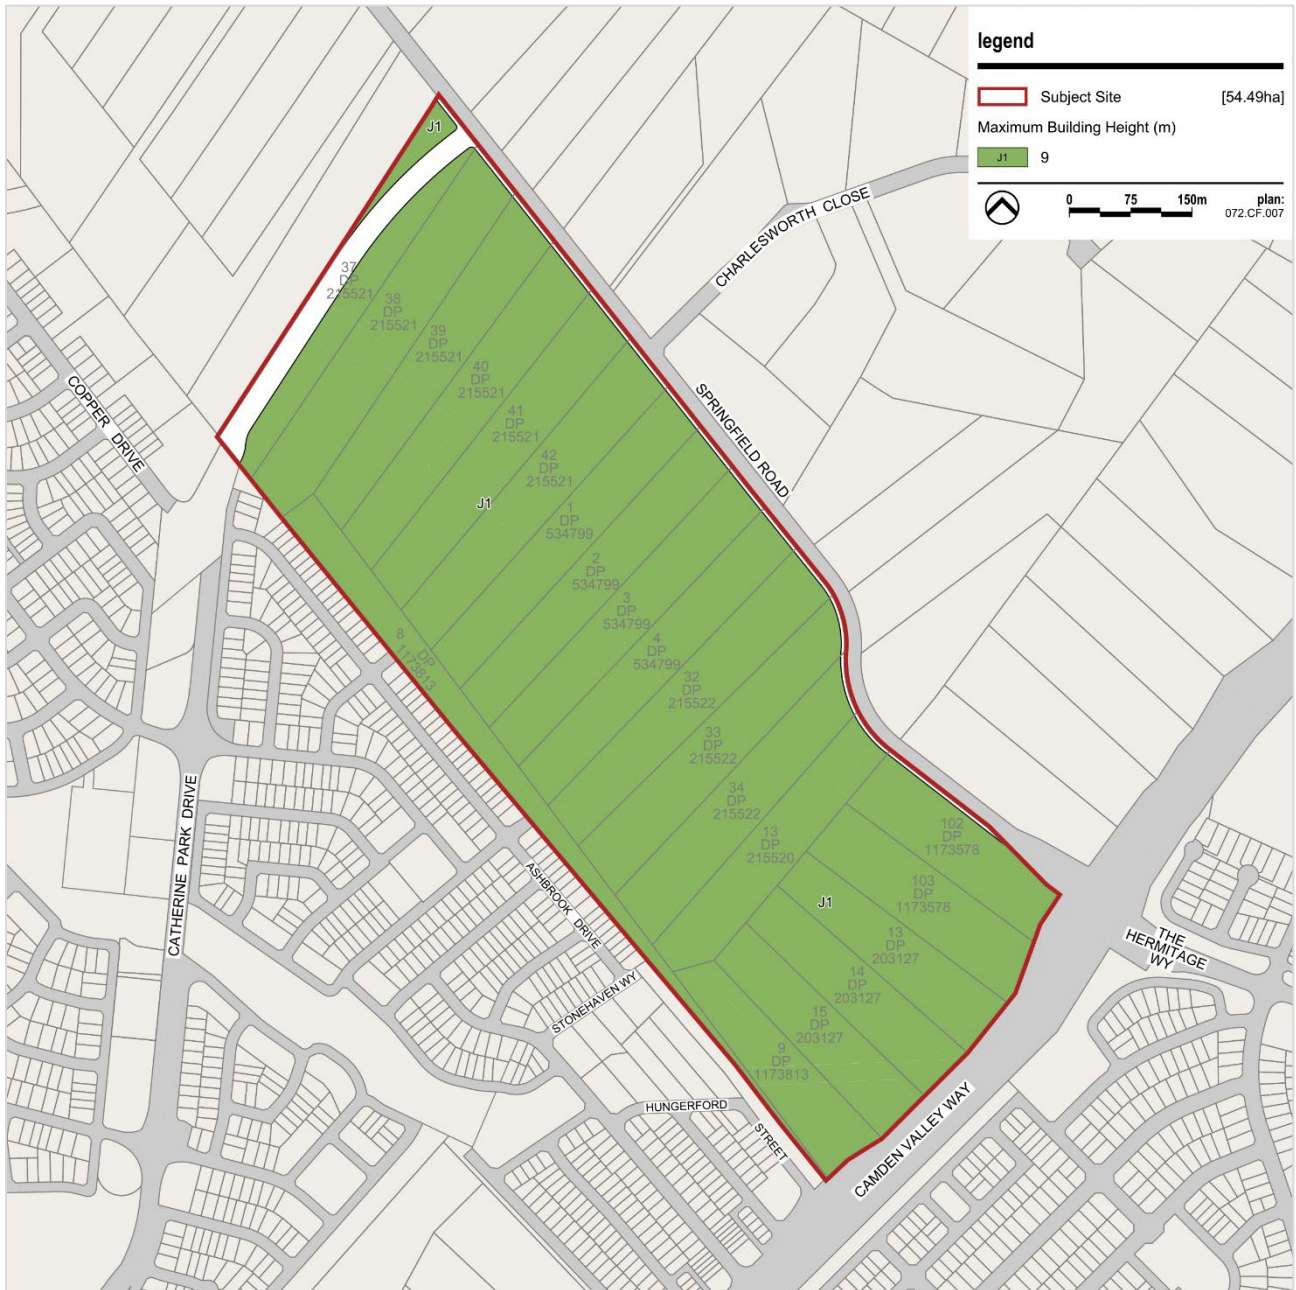 legend
Subject Site [54.49ha]
Maximum Building Height (m)
J1 9
0 75 150m
plan:
072.CF.007
J1
CHARLESWORTH CLOSE
37
DP
215521
38
DP
215521
39
DP
215521
40
DP
215521
41
DP
215521
42
DP
215521
COPPER DRIVE
SPRINGFIELD ROAD
J1
1
DP
534799
2
DP
534799
3
DP
534799
4
DP
534799
8
DP
1173813
32
DP
215522
33
DP
215522
34
DP
215522
13
DP
215520
102
DP
1173578
103
DP
1173578
J1
13
DP
203127
14
DP
203127
15
DP
203127
9
DP
1173813
CATHERINE PARK DRIVE
ASHBROOK DRIVE
STONEHAVEN WY
THE
HERMITAGE
WY
HUNGERFORD
STREET
CAMDEN VALLEY WAY